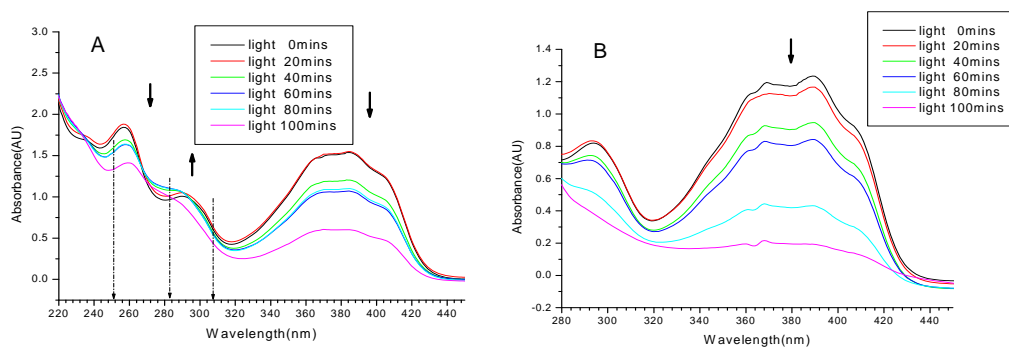 A
light 0mins
light 20mins
light 40mins
light 60mins
light 80mins
light 100mins
3.0
2.5
2.0
1.5
1.0
0.5
0.0
Absorbance(AU)
220 240 260 280 300 320 340 360 380 400 420 440
Wavelength(nm)
B
light 0mins
light 20mins
light 40mins
light 60mins
light 80mins
light 100mins
1.4
1.2
1.0
0.8
0.6
0.4
0.2
0.0
-0.2
Absorbance(AU)
280 320 360 400 440
Wavelength(nm)